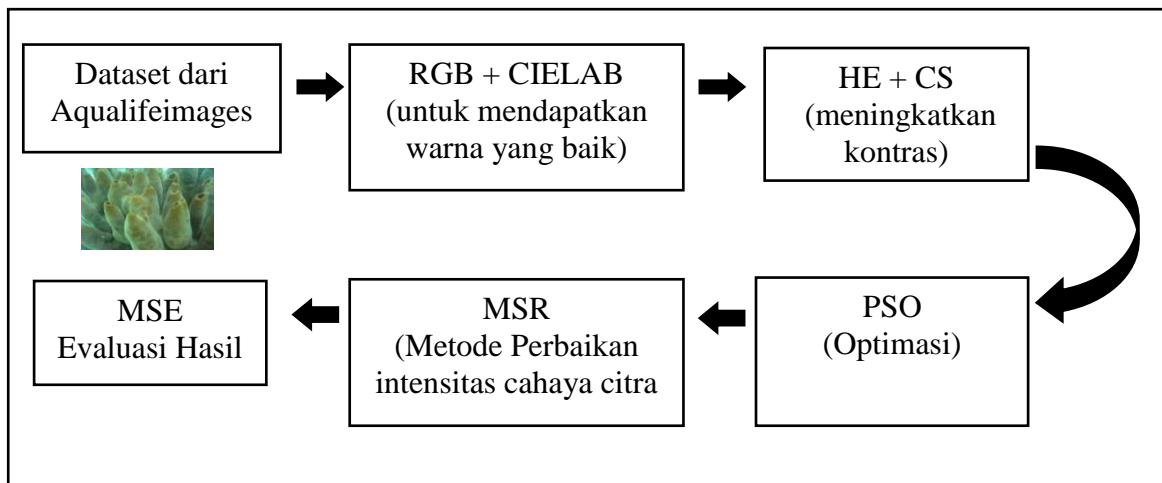 Dataset dari
Aqualifeimages
RGB + CIELAB
(untuk mendapatkan
warna yang baik)
HE + CS
(meningkatkan
kontras)
PSO
(Optimasi)
MSR
(Metode Perbaikan
intensitas cahaya citra
MSE
Evaluasi Hasil